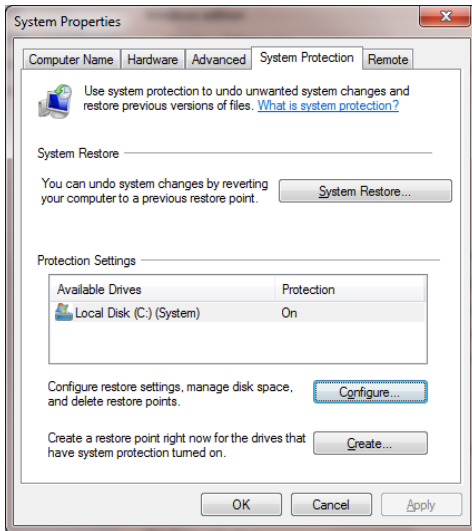 System Properties
Computer Name Hardware Advanced System Protection Remote
Use system protection to undo unwanted system changes and
restore previous versions of files. What is system protection?
System Restore
You can undo system changes by reverting
your computer to a previous restore point.
System Restore...
Protection Settings
Available Drives Protection
Local Disk (C:) (System) On
Configure restore settings, manage disk space,
and delete restore points.
Configure...
Create a restore point right now for the drives that
have system protection turned on.
Create...
OK Cancel Apply